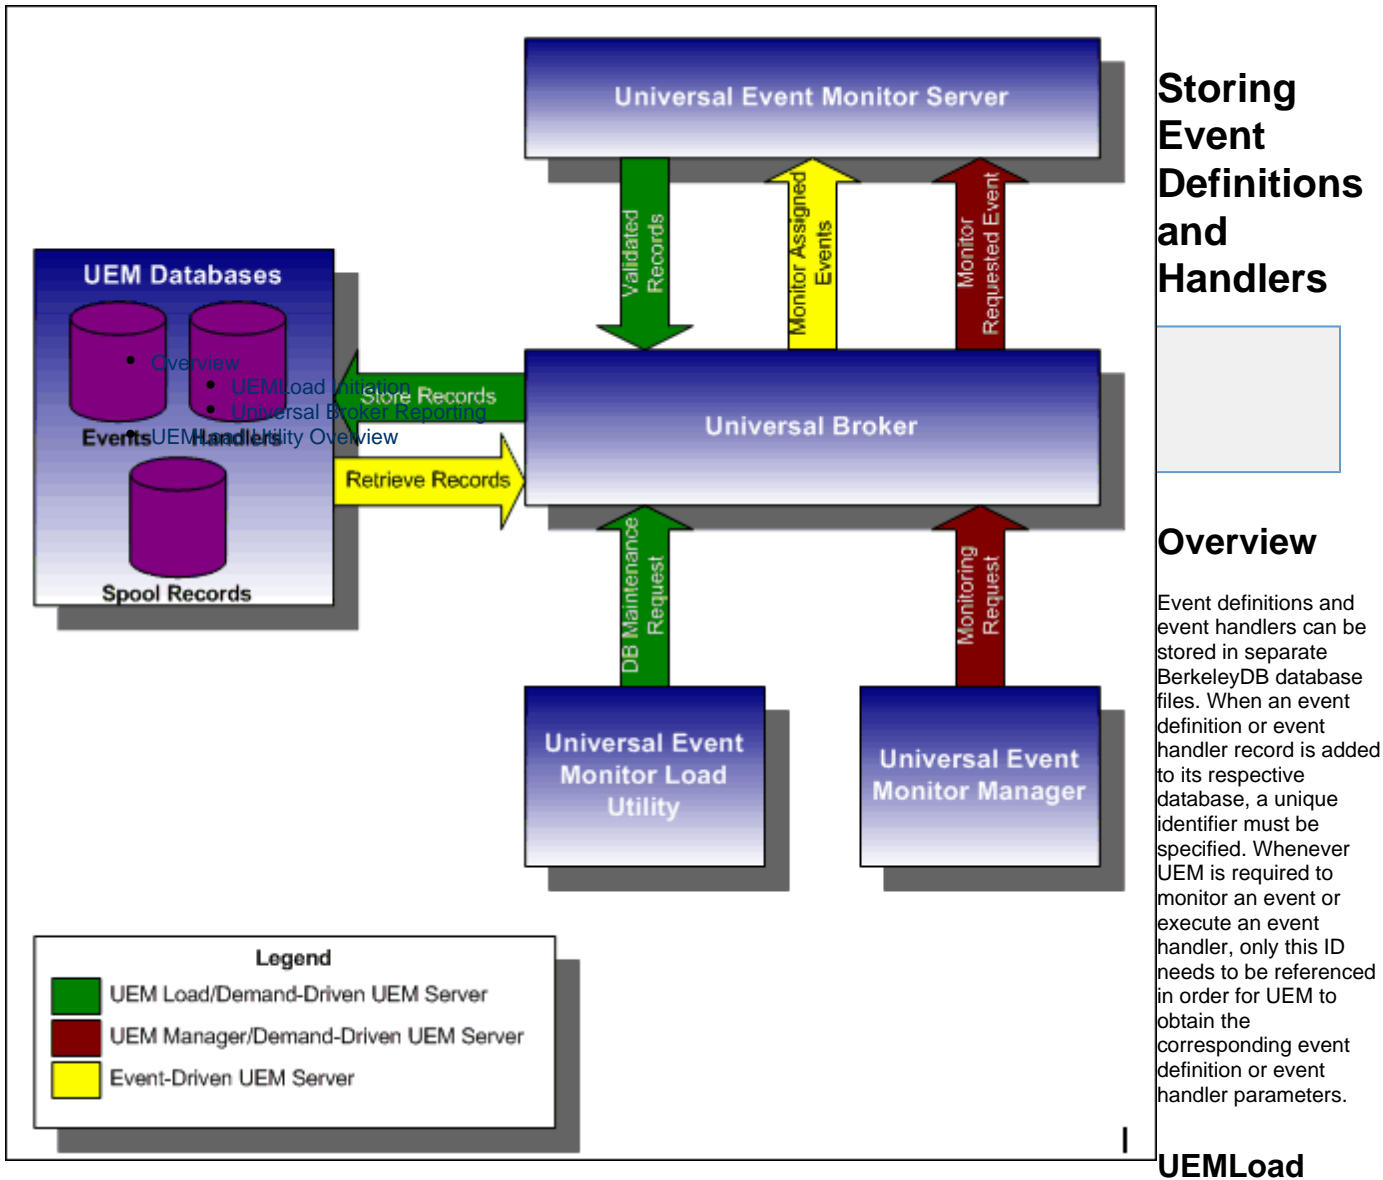 Universal Event Monitor Server
Validated
Records
Monitor Assigned
Events
Monitor
Requested Event
UEM Databases
Events
Handlers
Spool Records
Store Records
Retrieve Records
Universal Broker
DB Maintenance
Request
Monitoring
Request
Universal Event
Monitor Load
Utility
Universal Event
Monitor Manager
Legend
UEM Load/Demand-Driven UEM Server
UEM Manager/Demand-Driven UEM Server
Event-Driven UEM Server
Storing
Event
Definitions
and
Handlers
• Overview
• UEMLoad Initiation
• Universal Broker Reporting
• UEMLoad Utility Overview
Overview
Event definitions and
event handlers can be
stored in separate
BerkeleyDB database
files. When an event
definition or event
handler record is added
to its respective
database, a unique
identifier must be
specified. Whenever
UEM is required to
monitor an event or
execute an event
handler, only this ID
needs to be referenced
in order for UEM to
obtain the
corresponding event
definition or event
handler parameters.
UEMLoad